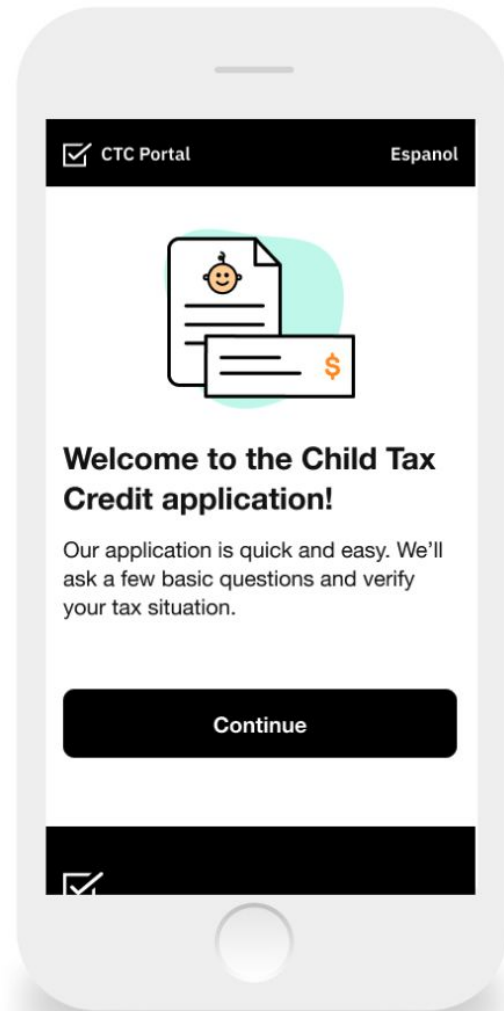 CTC Portal
Espanol
$
Welcome to the Child Tax
Credit application!
Our application is quick and easy. We'll
ask a few basic questions and verify
your tax situation.
Continue